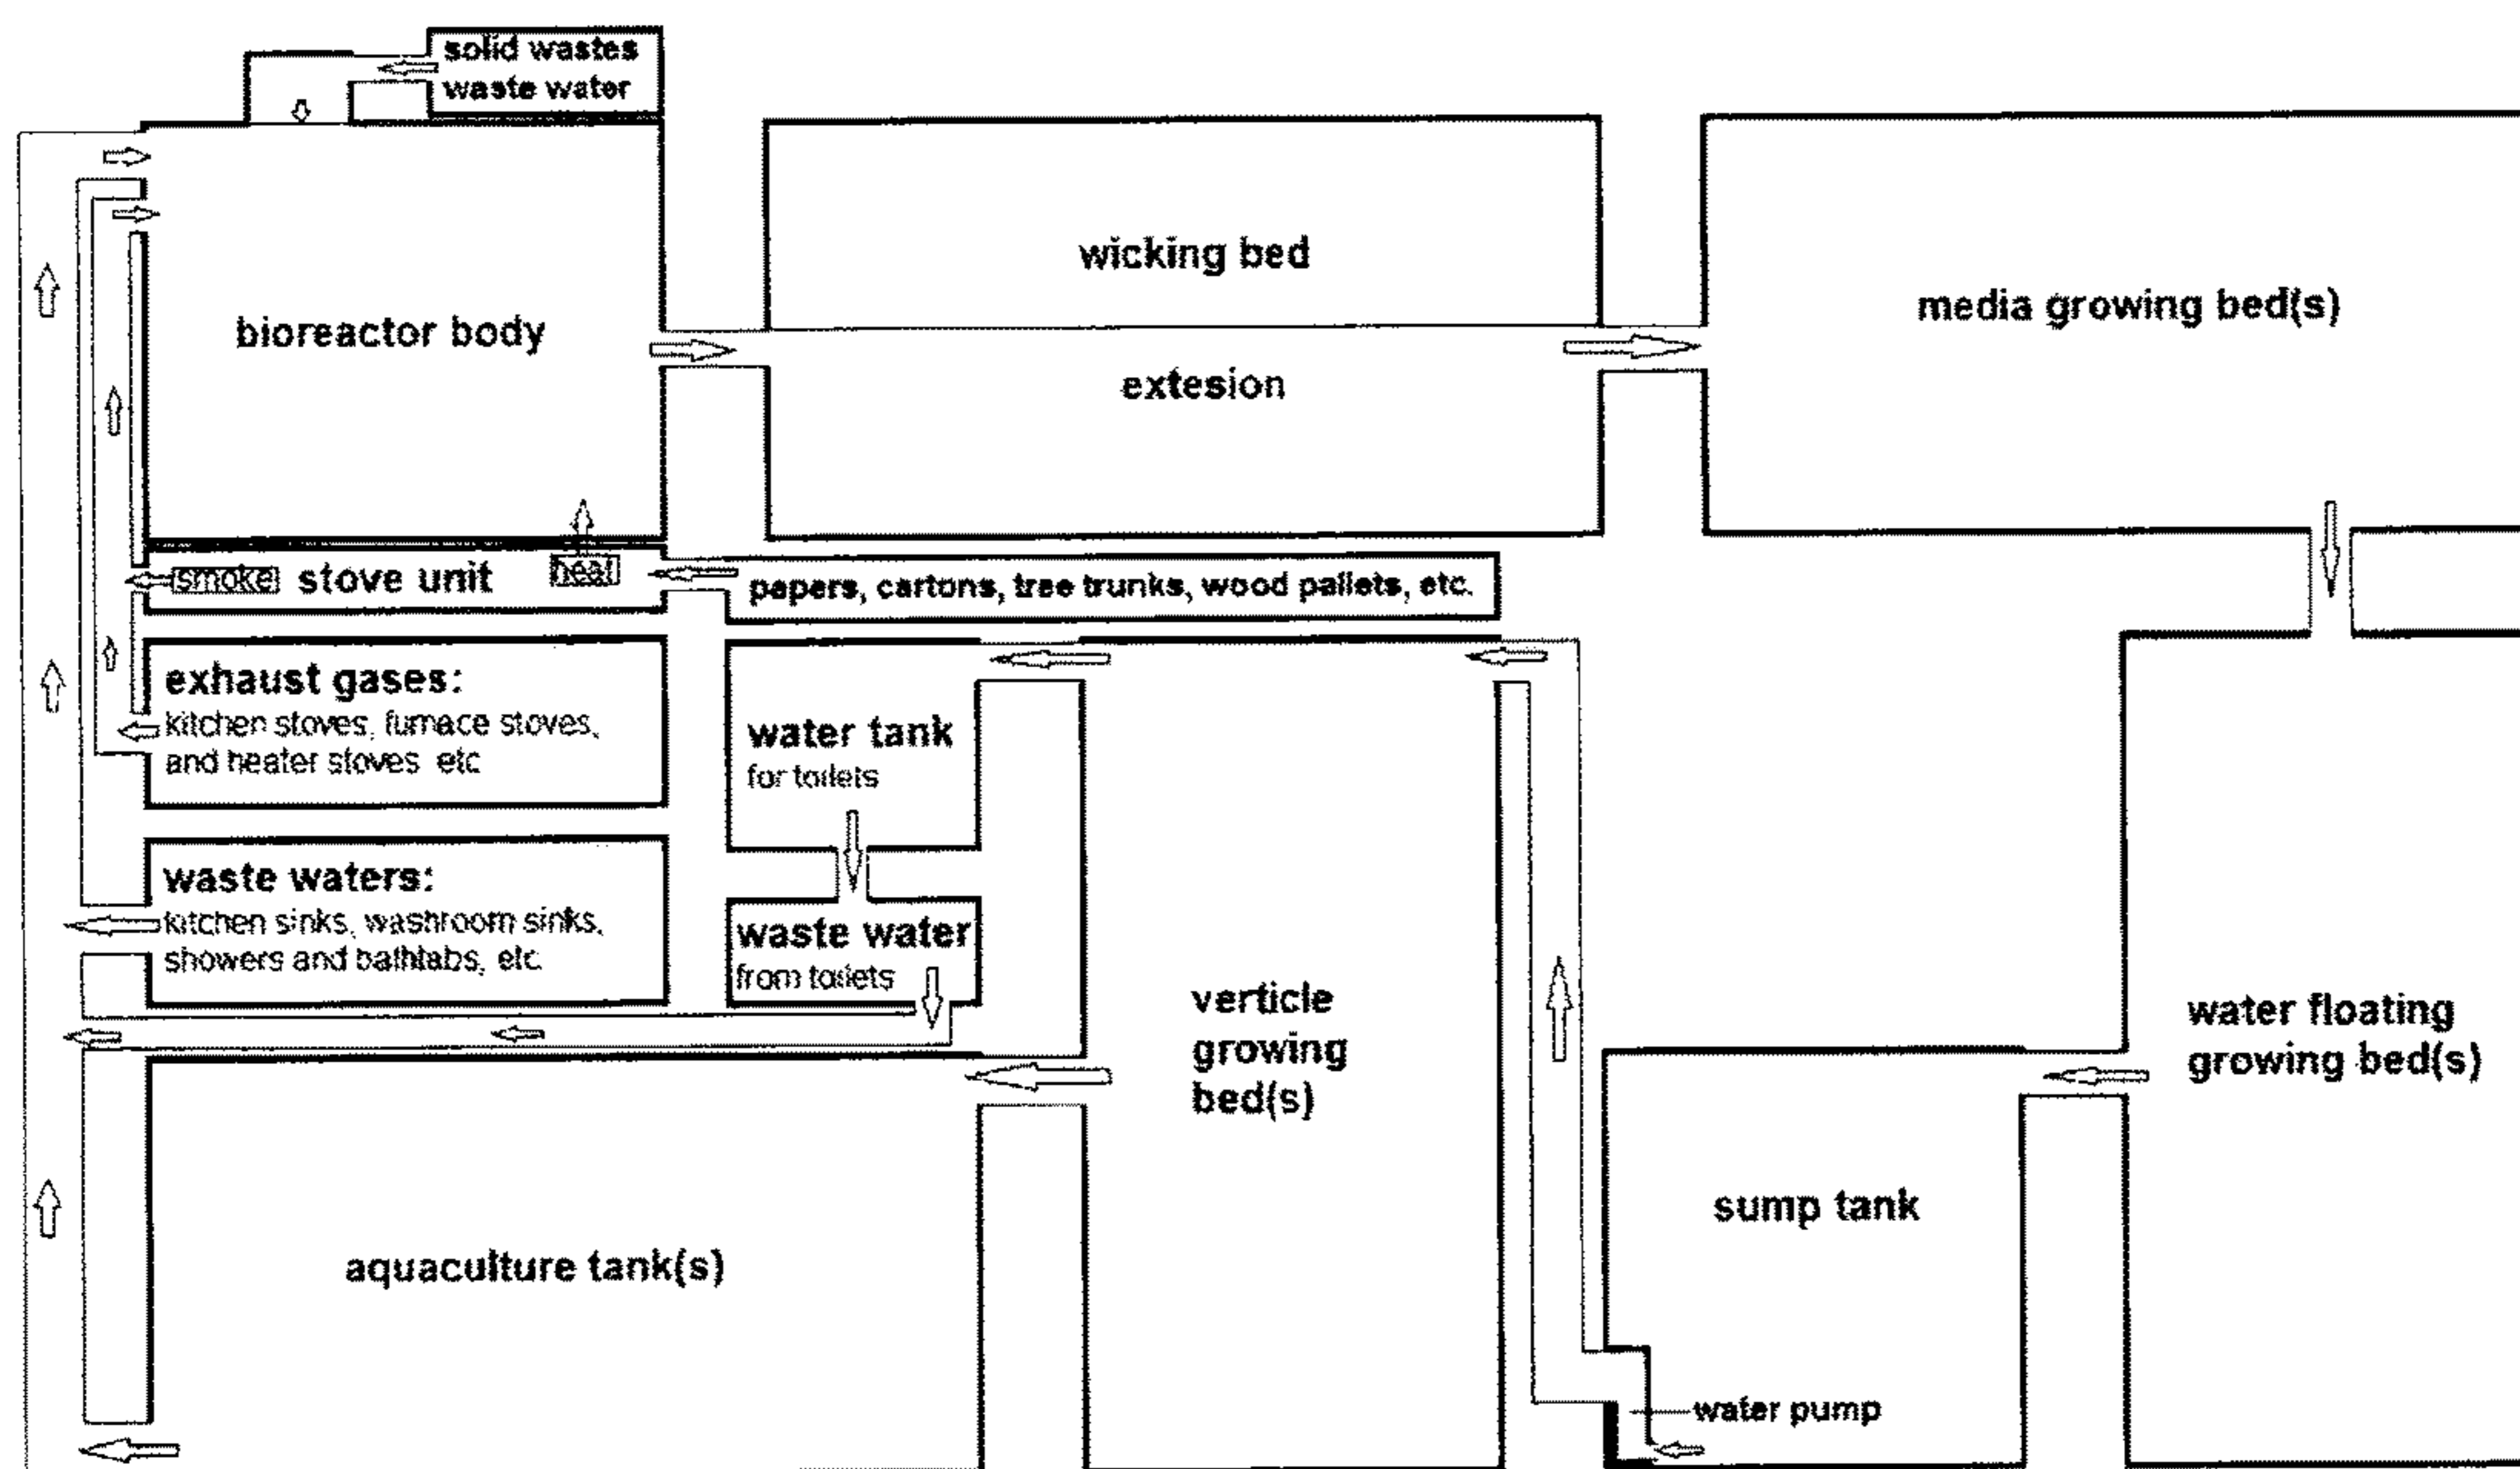 solid wastes
waste water
wicking bed
media growing bed(s)
bioreactor body
extesion
smoke
stove unit
heat
papers, cartons, tree trunks, wood pallets, etc.
exhaust gases:
kitchen stoves, furnace stoves,
and heater stoves etc
water tank
for toilets
waste waters:
kitchen sinks, washroom sinks,
showers and bathtabs, etc.
waste water
from toilets
verticle
growing
bed(s)
water floating
growing bed(s)
sump tank
aquaculture tank(s)
water pump